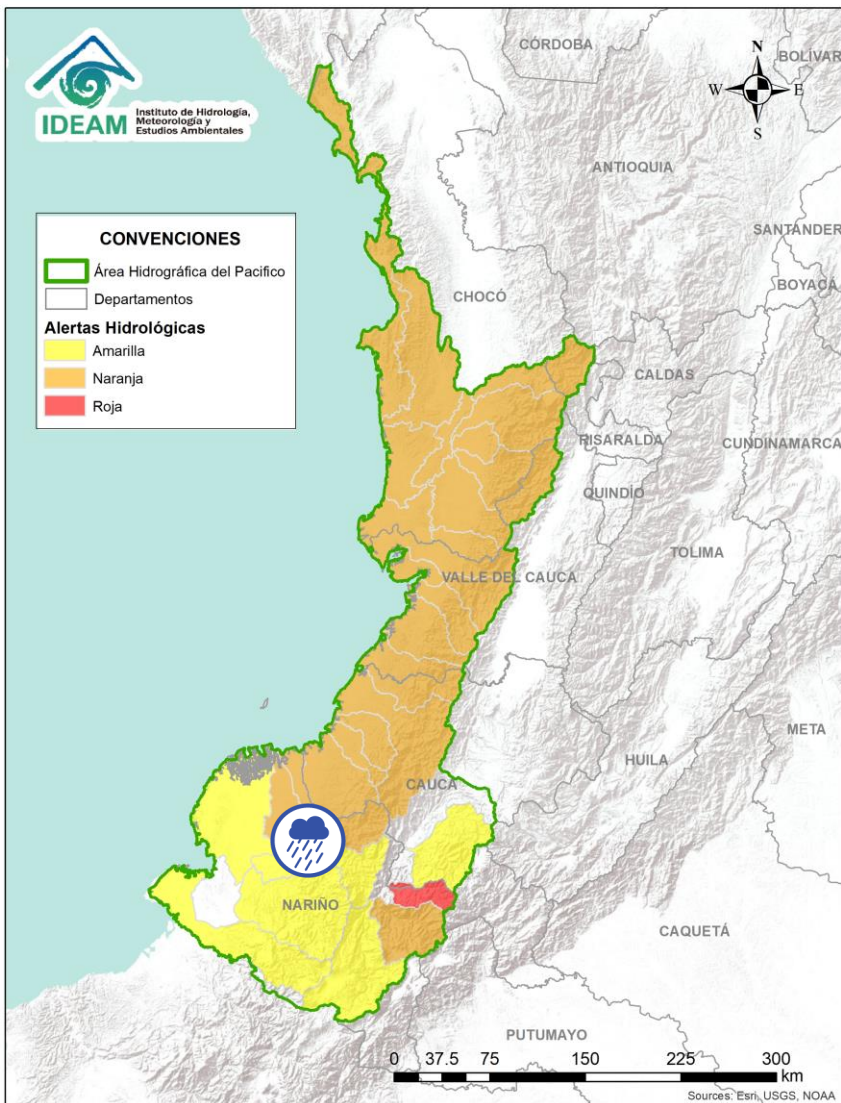 IDEAM
Instituto de Hidrología,
Meteorología y
Estudios Ambientales
CONVENCIONES
Área Hidrográfica del Pacifico
Departamentos
Alertas Hidrológicas
Amarilla
Naranja
Roja
N
W
E
S
CÓRDOBA
BOLÍVAR
ANTIOQUIA
SANTANDER
BOYACÁ
CHOCÓ
CALDAS
RISARALDA
CUNDINAMARCA
QUINDÍO
TOLIMA
VALLE DEL CAUCA
META
HUILA
CAUCA
NARIÑO
CAQUETÁ
PUTUMAYO
0 37.5 75 150 225 300
km
Sources: Esri, USGS, NOAA